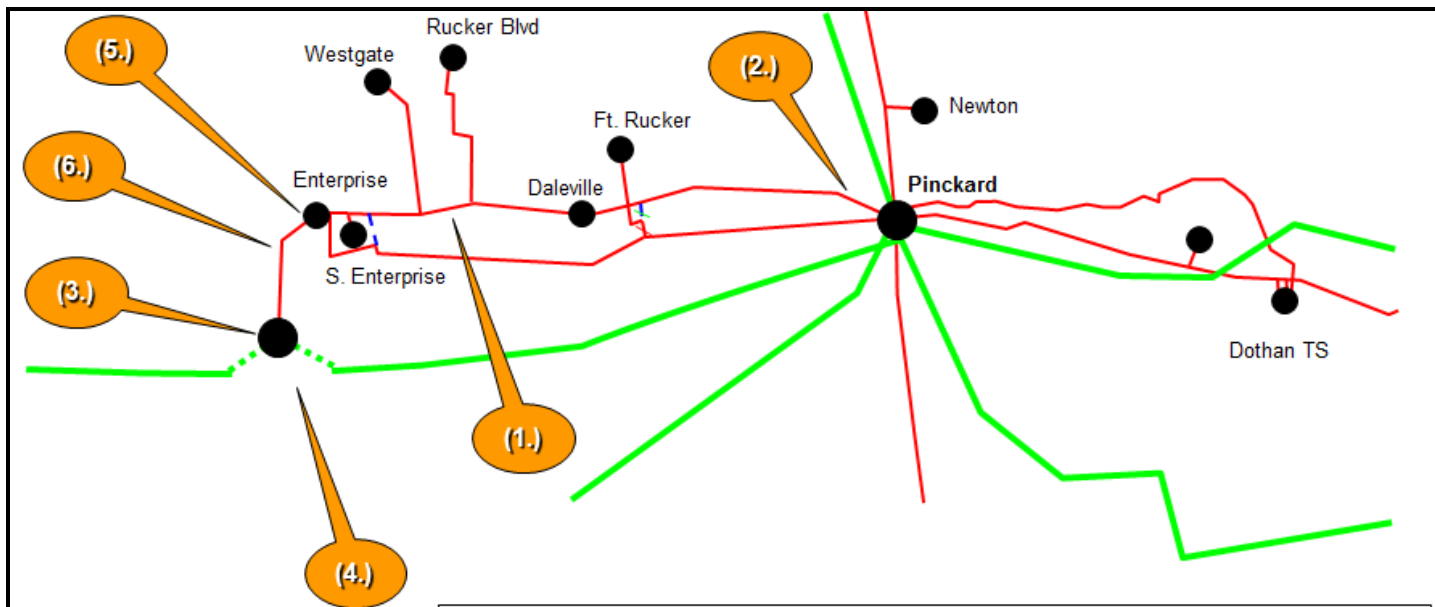 Rucker Blvd
(5.)
Westgate
(2.)
Newton
Ft. Rucker
(6.)
Enterprise
Daleville
Pinckard
S. Enterprise
(3.)
Dothan TS
(1.)
(4.)